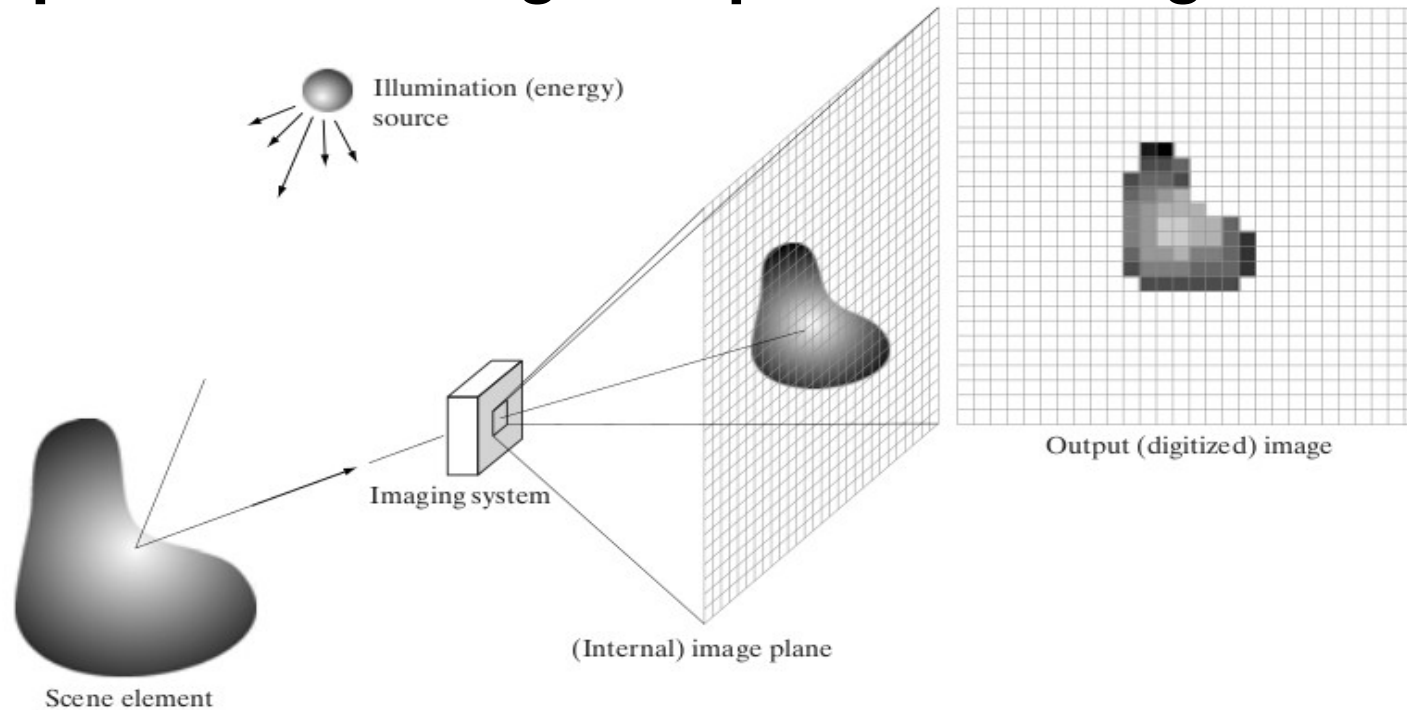 Illumination (energy)
source
Output (digitized) image
Imaging system
(Internal) image plane
Scene element